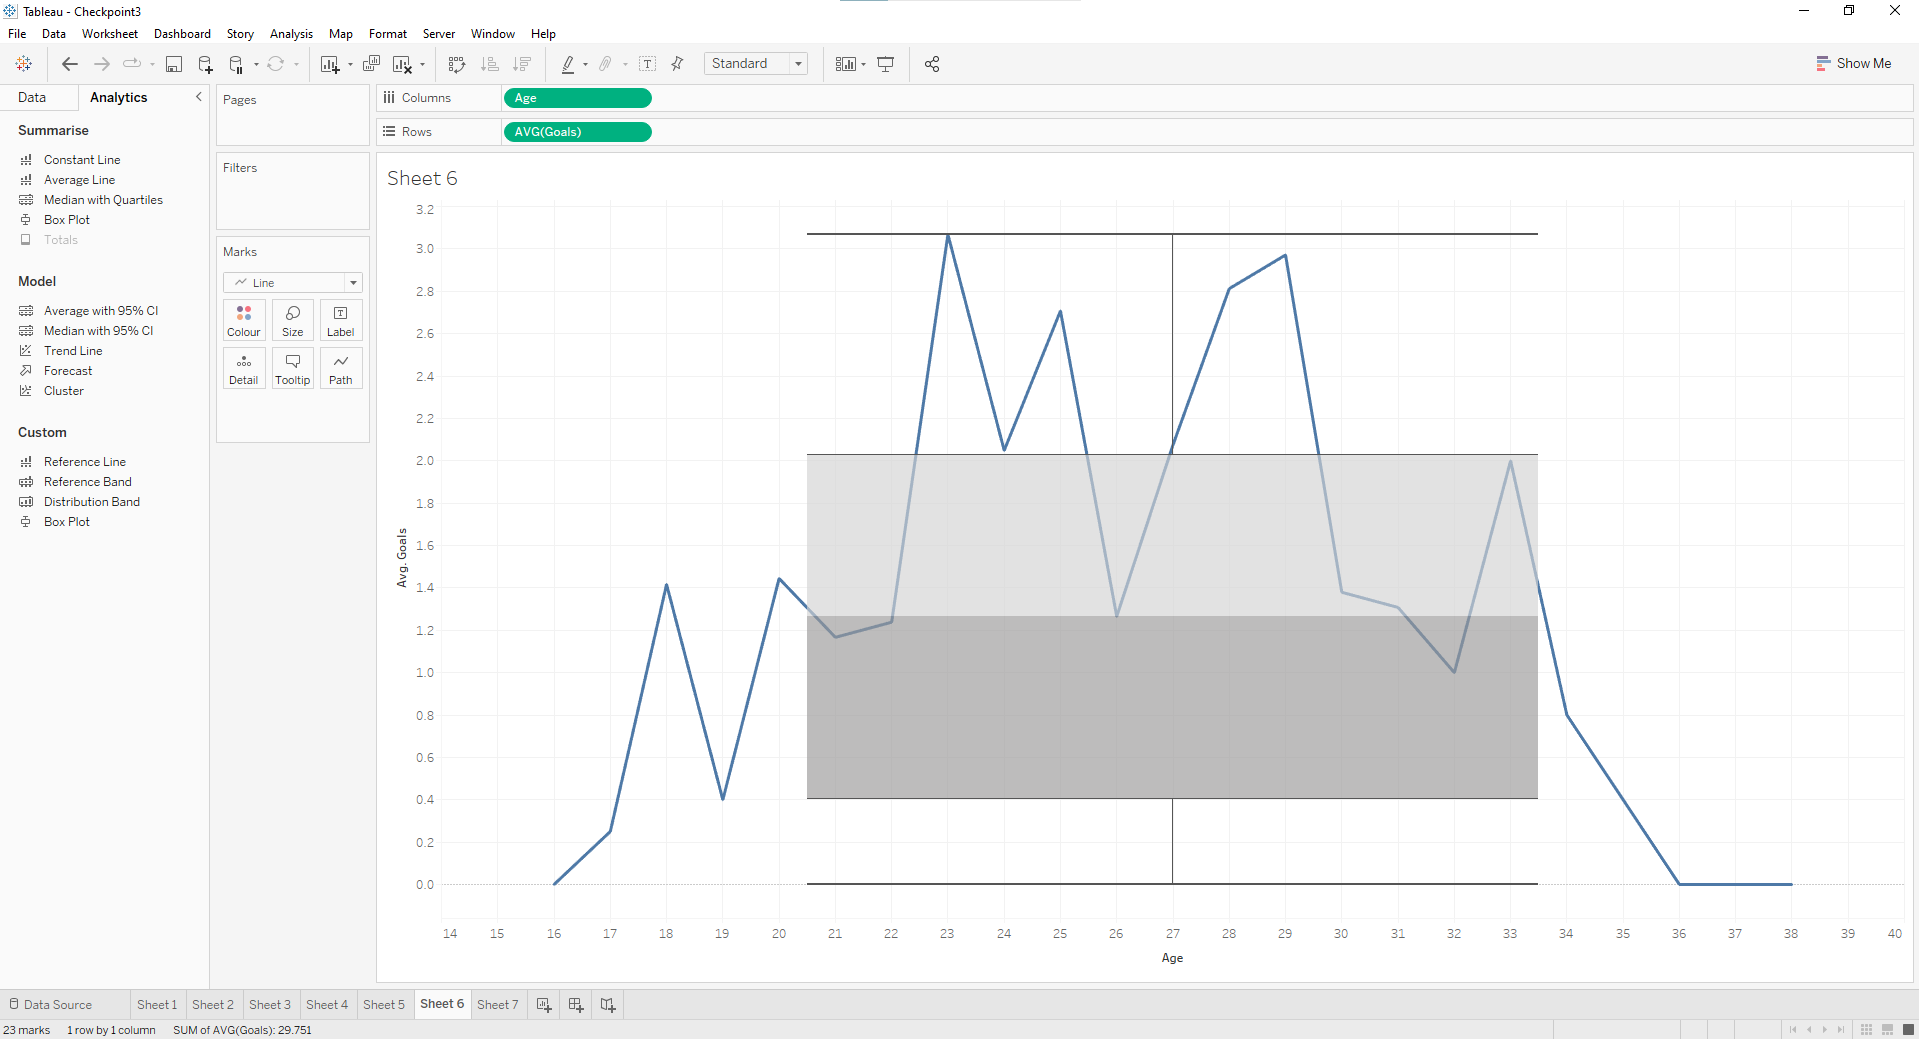 Tableau - Checkpoint3
File Data Worksheet Dashboard Story Analysis Map Format Server Window Help
Standard
Show Me
Data Analytics
Summarise
Constant Line
Average Line
Median with Quartiles
Box Plot
Totals
Model
Average with 95% CI
Median with 95% CI
Trend Line
Forecast
Cluster
Custom
Reference Line
Reference Band
Distribution Band
Box Plot
Pages
Filters
Marks
Line
Colour Size Label
Detail Tooltip Path
Columns Age
Rows AVG(Goals)
Sheet 6
3.2
3.0
2.8
2.6
2.4
2.2
2.0
1.8
1.6
1.4
1.2
1.0
0.8
0.6
0.4
0.2
0.0
Avg. Goals
14 15 16 17 18 19 20 21 22 23 24 25 26 27 28 29 30 31 32 33 34 35 36 37 38 39 40
Age
Data Source Sheet 1 Sheet 2 Sheet 3 Sheet 4 Sheet 5 Sheet 6 Sheet 7
23 marks 1 row by 1 column SUM of AVG(Goals): 29.751